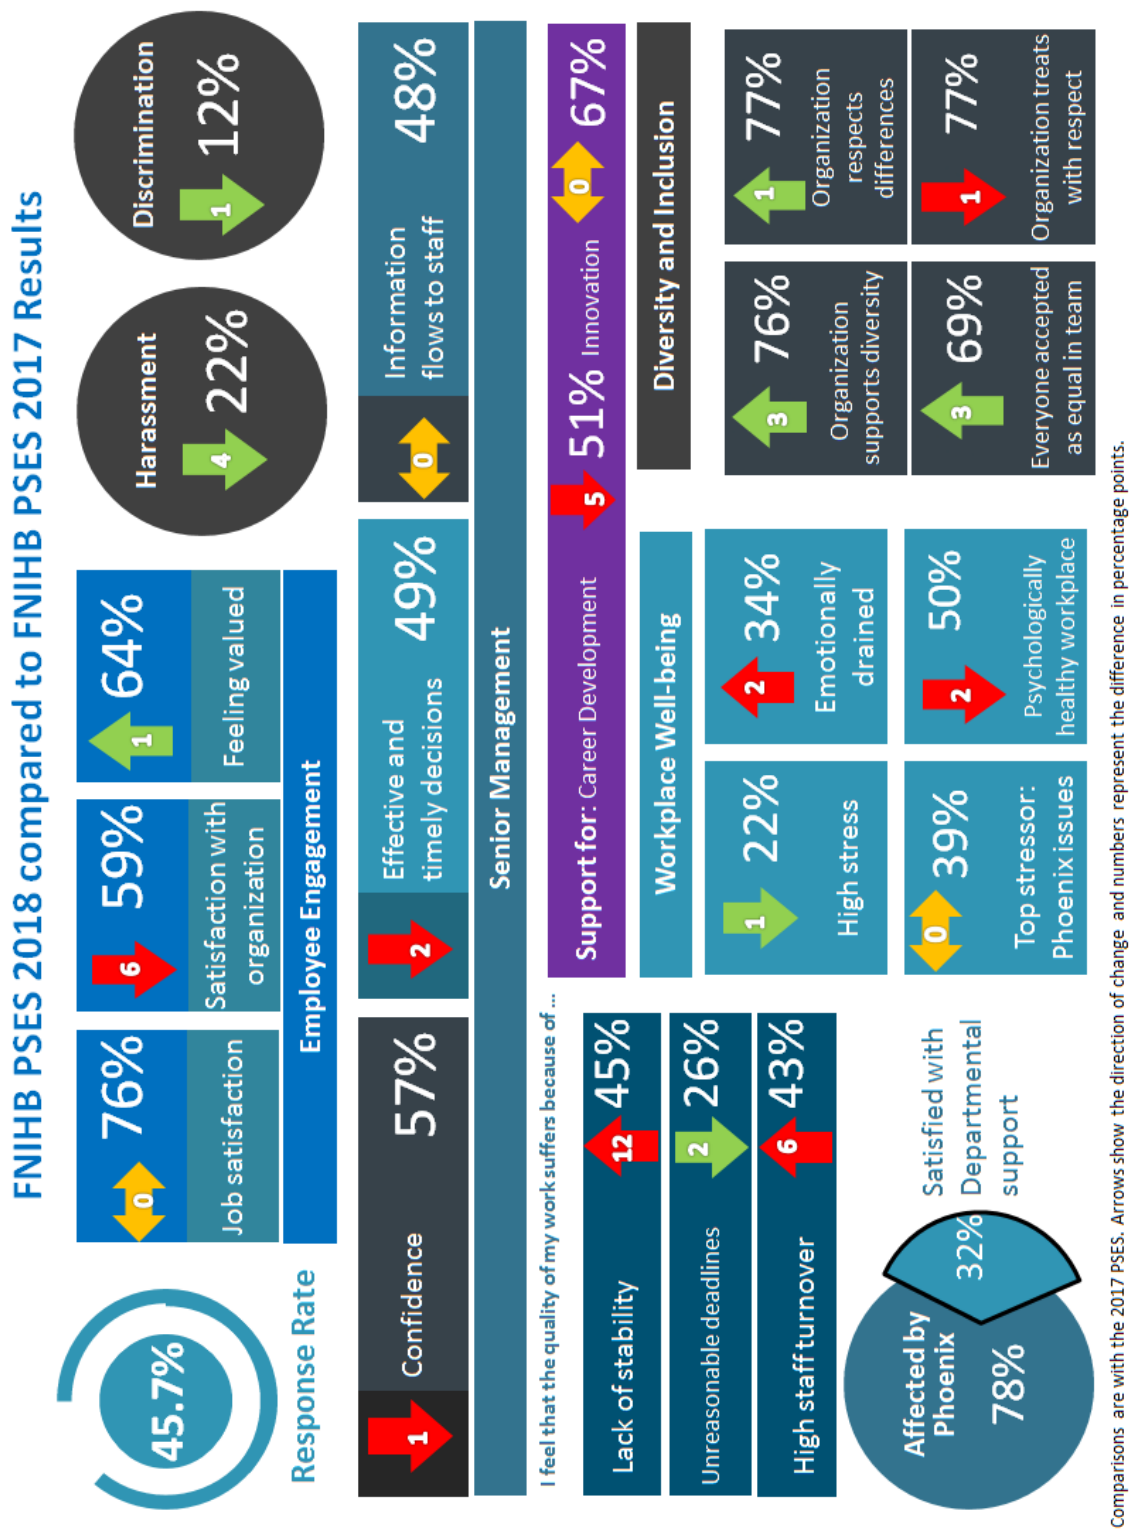 FNIHB PSES 2018 compared to FNIHB PSES 2017 Results
45.7%
Response Rate
0
76%
Job satisfaction
6
59%
Satisfaction with
organization
1
64%
Feeling valued
Employee Engagement
Harassment
4
22%
Discrimination
1
12%
1
Confidence
57%
2
Effective and
timely decisions
49%
0
Information
flows to staff
48%
Senior Management
I feel that the quality of my work suffers because of ...
Lack of stability
12
45%
Unreasonable deadlines
2
26%
High staff turnover
6
43%
Affected by
Phoenix
78%
32%
Satisfied with
Departmental
support
Support for: Career Development
5
51%
Innovation
0
67%
Workplace Well-being
1
22%
High stress
2
34%
Emotionally
drained
0
39%
Top stressor:
Phoenix issues
2
50%
Psychologically
healthy workplace
Diversity and Inclusion
3
76%
Organization
supports diversity
1
77%
Organization
respects
differences
3
69%
Everyone accepted
as equal in team
1
77%
Organization treats
with respect
Comparisons are with the 2017 PSES. Arrows show the direction of change and numbers represent the difference in percentage points.